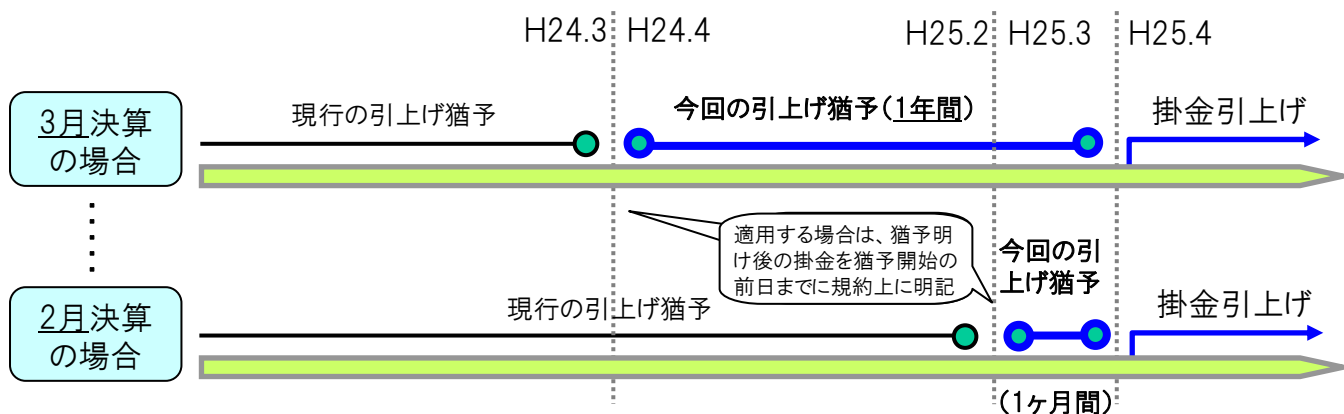 H24.3 H24.4 H25.2 H25.3 H25.4
3月決算
の場合
現行の引上げ猶予
今回の引上げ猶予(1年間)
掛金引上げ
適用する場合は、猶予明
け後の掛金を猶予開始の
前日までに規約上に明記
今回の引
上げ猶予
2月決算
の場合
現行の引上げ猶予
掛金引上げ
(1ヶ月間)